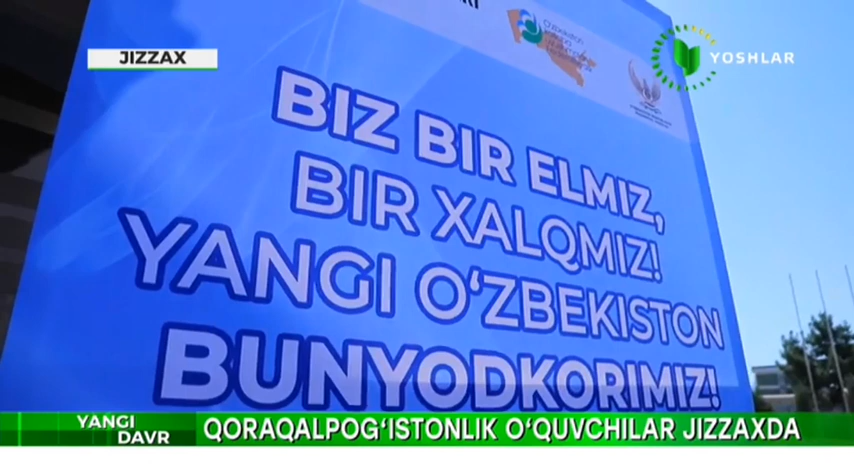 JIZZAX
YOSHLAR
BIZ BIR ELMIZ,
BIR XALQMIZ!
YANGI O‘ZBEKISTON
BUNYODKORIMIZ!
YANGI
DAVR
QORAQALPOG‘ISTONLIK O‘QUVCHILAR JIZZAXDA